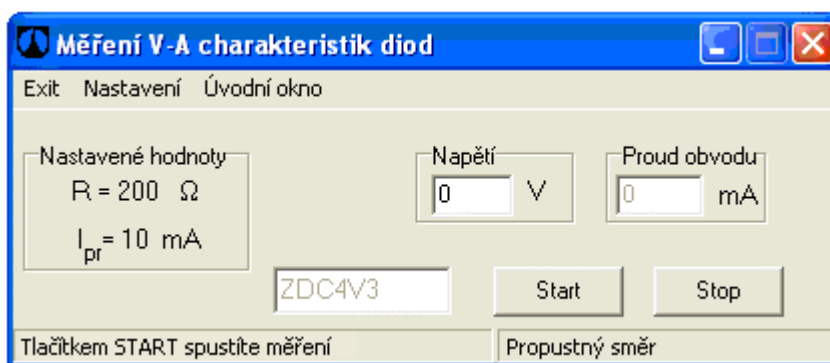 Měření V-A charakteristik diod
Exit Nastavení Úvodní okno
Nastavené hodnoty
R = 200 Ω
Ipr= 10 mA
Napětí
0 V
Proud obvodu
0 mA
ZDC4V3
Start
Stop
Tlačítkem START spustíte měření
Propustný směr